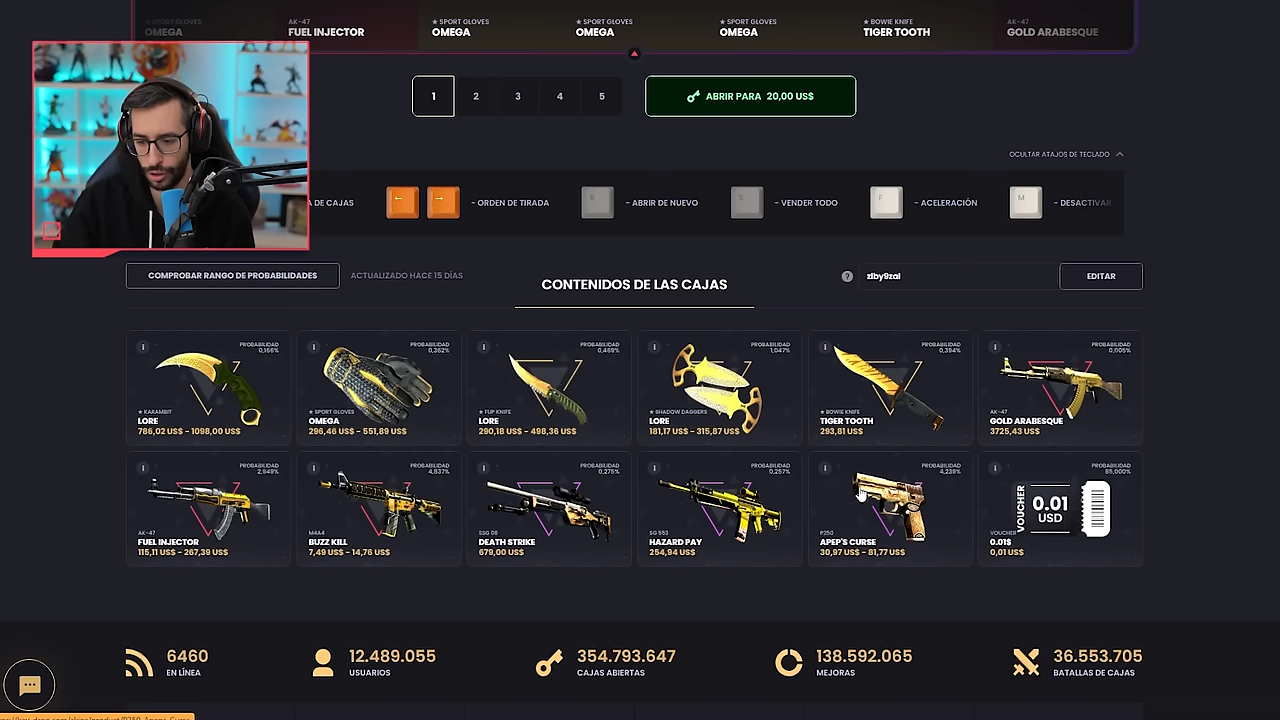 ★ SPORT GLOVES
OMEGA
AK-47
FUEL INJECTOR
★ SPORT GLOVES
OMEGA
★ SPORT GLOVES
OMEGA
★ SPORT GLOVES
OMEGA
★ BOWIE KNIFE
TIGER TOOTH
AK-47
GOLD ARABESQUE
1 2 3 4 5
ABRIR PARA 20,00 US$
OCULTAR ATAJOS DE TECLADO
DE CAJAS
- ORDEN DE TIRADA
- ABRIR DE NUEVO
- VENDER TODO
F - ACELERACIÓN
M - DESACTIVAR
COMPROBAR RANGO DE PROBABILIDADES
ACTUALIZADO HACE 15 DÍAS
CONTENIDOS DE LAS CAJAS
? zlby9zal
EDITAR
PROBABILIDAD
0,166%
★ KARAMBIT
LORE
786,02 US$ - 1098,00 US$
PROBABILIDAD
0,362%
★ SPORT GLOVES
OMEGA
296,46 US$ - 551,89 US$
PROBABILIDAD
0,469%
★ FLIP KNIFE
LORE
290,18 US$ - 498,36 US$
PROBABILIDAD
1,047%
★ SHADOW DAGGERS
LORE
181,17 US$ - 315,87 US$
PROBABILIDAD
0,394%
★ BOWIE KNIFE
TIGER TOOTH
293,81 US$
PROBABILIDAD
0,005%
AK-47
GOLD ARABESQUE
3725,43 US$
PROBABILIDAD
2,949%
AK-47
FUEL INJECTOR
115,11 US$ - 267,39 US$
PROBABILIDAD
4,837%
M4A4
BUZZ KILL
7,49 US$ - 14,76 US$
PROBABILIDAD
0,275%
SSG 08
DEATH STRIKE
679,00 US$
PROBABILIDAD
0,257%
SG 553
HAZARD PAY
254,94 US$
PROBABILIDAD
4,239%
P250
APEP'S CURSE
30,97 US$ - 81,77 US$
PROBABILIDAD
85,000%
VOUCHER
0.01
USD
VOUCHER
0.01$
0,01 US$
6460
EN LÍNEA
12.489.055
USUARIOS
354.793.647
CAJAS ABIERTAS
138.592.065
MEJORAS
36.553.705
BATALLAS DE CAJAS